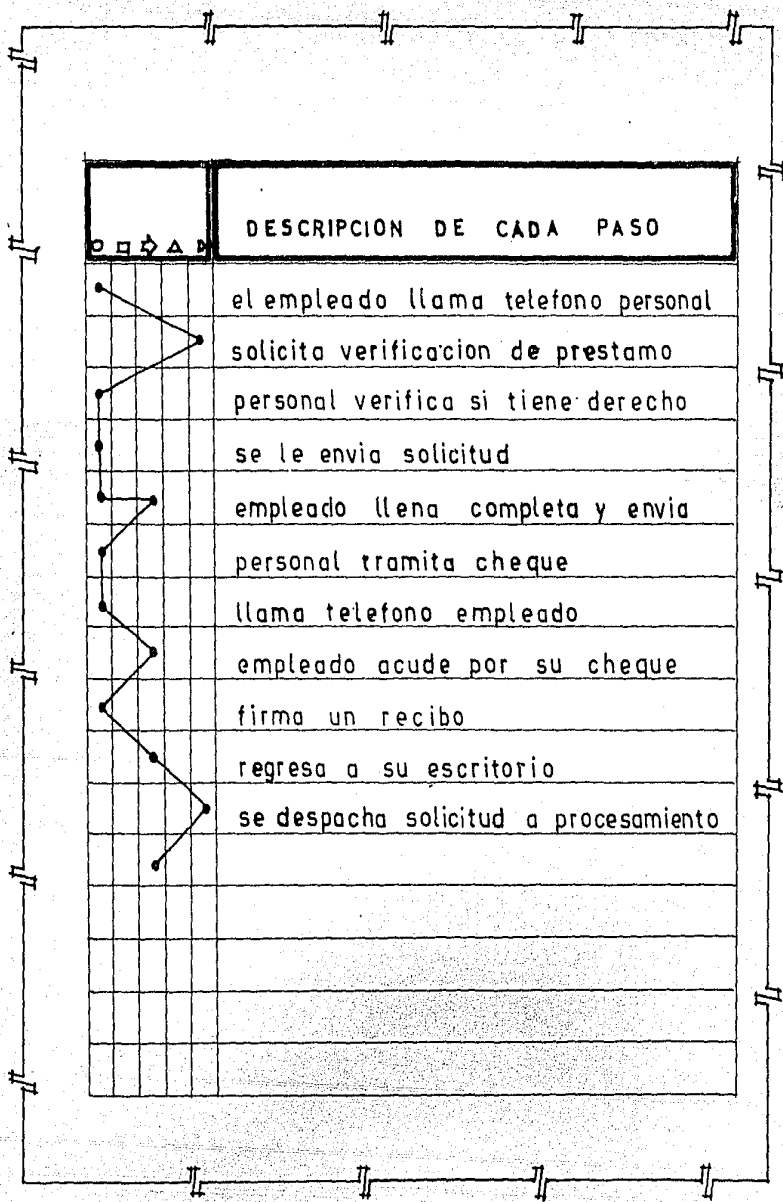 DESCRIPCION DE CADA PASO
el empleado llama telefono personal
solicita verificacion de prestamo
personal verifica si tiene derecho
se le envia solicitud
empleado llena completa y envia
personal tramita cheque
llama telefono empleado
empleado acude por su cheque
firma un recibo
regresa a su escritorio
se despacha solicitud a procesamiento